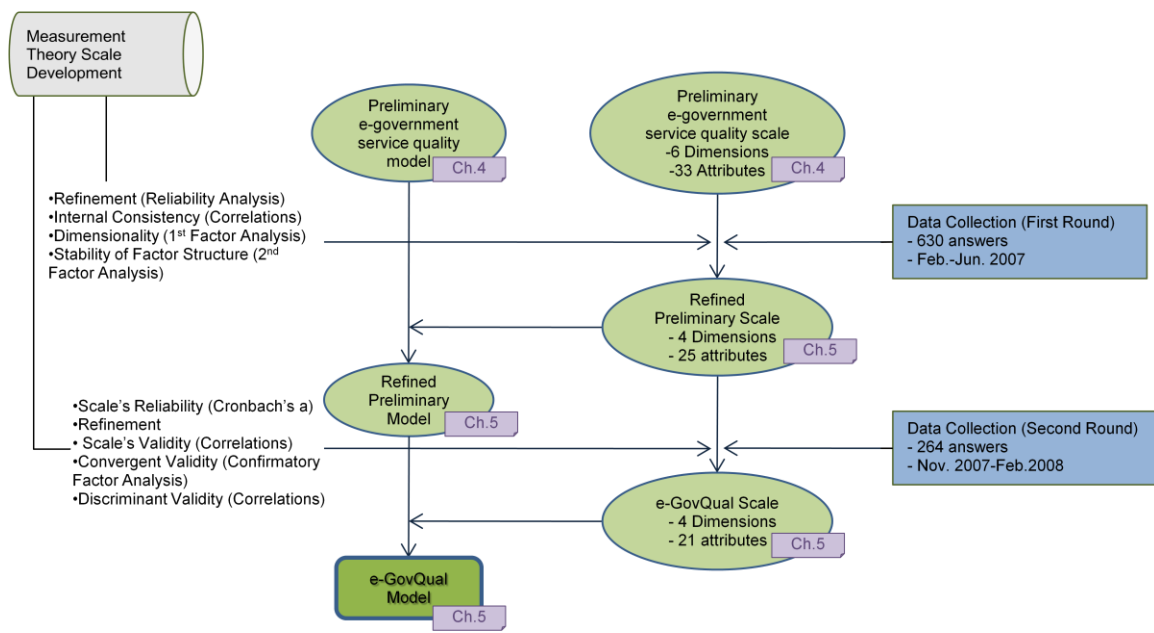 Measurement
Theory Scale
Development
Preliminary
e-government
service quality
model
Ch.4
Preliminary
e-government
service quality scale
-6 Dimensions
-33 Attributes
Ch.4
•Refinement (Reliability Analysis)
•Internal Consistency (Correlations)
•Dimensionality (1st Factor Analysis)
•Stability of Factor Structure (2nd
Factor Analysis)
Data Collection (First Round)
- 630 answers
- Feb.-Jun. 2007
Refined
Preliminary Scale
- 4 Dimensions
- 25 attributes
Ch.5
Refined
Preliminary
Model
Ch.5
•Scale's Reliability (Cronbach's a)
•Refinement
• Scale's Validity (Correlations)
•Convergent Validity (Confirmatory
Factor Analysis)
•Discriminant Validity (Correlations)
Data Collection (Second Round)
- 264 answers
- Nov. 2007-Feb.2008
e-GovQual Scale
- 4 Dimensions
- 21 attributes
Ch.5
e-GovQual
Model
Ch.5